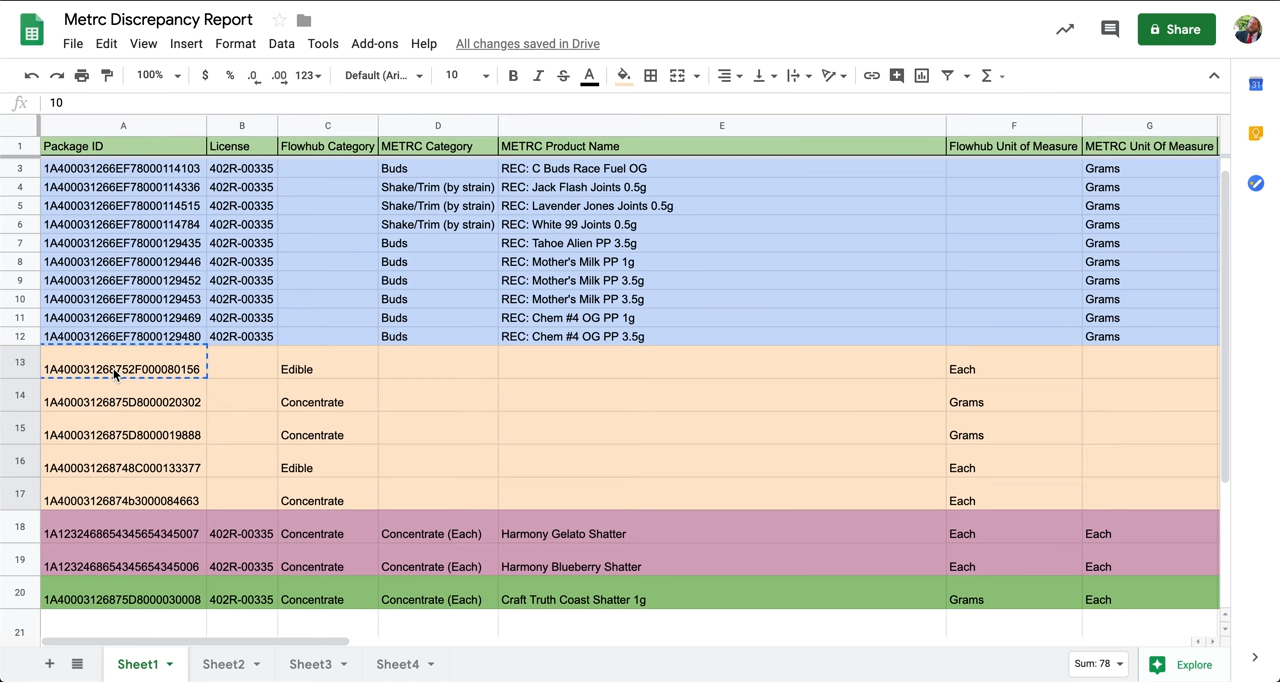 Metrc Discrepancy Report
File Edit View Insert Format Data Tools Add-ons Help All changes saved in Drive
Share
100% $ % .0 .00 123 Default (Ari... 10 B I S A
fx 10
A B C D E F G
1 Package ID License Flowhub Category METRC Category METRC Product Name Flowhub Unit of Measure METRC Unit Of Measure
3 1A400031266EF78000114103 402R-00335 Buds REC: C Buds Race Fuel OG Grams
4 1A400031266EF78000114336 402R-00335 Shake/Trim (by strain) REC: Jack Flash Joints 0.5g Grams
5 1A400031266EF78000114515 402R-00335 Shake/Trim (by strain) REC: Lavender Jones Joints 0.5g Grams
6 1A400031266EF78000114784 402R-00335 Shake/Trim (by strain) REC: White 99 Joints 0.5g Grams
7 1A400031266EF78000129435 402R-00335 Buds REC: Tahoe Alien PP 3.5g Grams
8 1A400031266EF78000129446 402R-00335 Buds REC: Mother's Milk PP 1g Grams
9 1A400031266EF78000129452 402R-00335 Buds REC: Mother's Milk PP 3.5g Grams
10 1A400031266EF78000129453 402R-00335 Buds REC: Mother's Milk PP 3.5g Grams
11 1A400031266EF78000129469 402R-00335 Buds REC: Chem #4 OG PP 1g Grams
12 1A400031266EF78000129480 402R-00335 Buds REC: Chem #4 OG PP 3.5g Grams
13 1A400031268752F000080156 Edible Each
14 1A40003126875D8000020302 Concentrate Grams
15 1A40003126875D8000019888 Concentrate Grams
16 1A400031268748C000133377 Edible Each
17 1A40003126874b3000084663 Concentrate Each
18 1A1232468654345654345007 402R-00335 Concentrate Concentrate (Each) Harmony Gelato Shatter Each Each
19 1A1232468654345654345006 402R-00335 Concentrate Concentrate (Each) Harmony Blueberry Shatter Each Each
20 1A40003126875D8000030008 402R-00335 Concentrate Concentrate (Each) Craft Truth Coast Shatter 1g Grams Each
21
Sheet1 Sheet2 Sheet3 Sheet4 Sum: 78 Explore
31